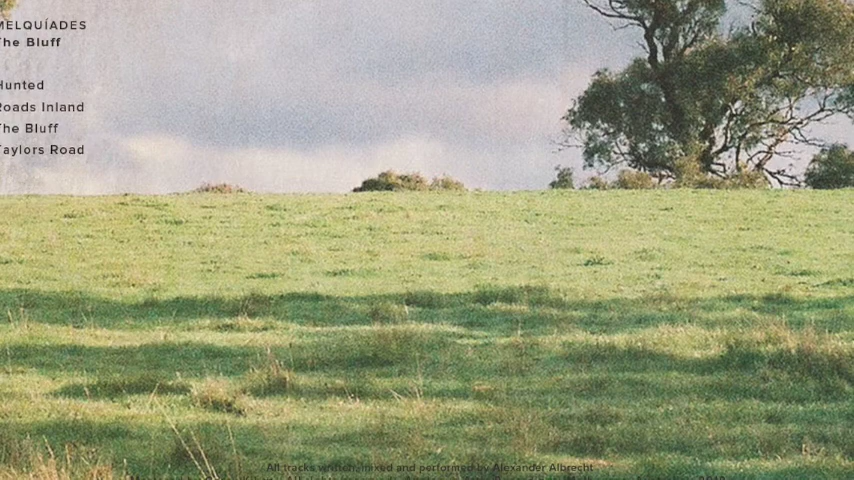 MELQUÍADES
The Bluff
Hunted
Roads Inland
The Bluff
Taylors Road
All tracks written, mixed and performed by Alexander Albrecht